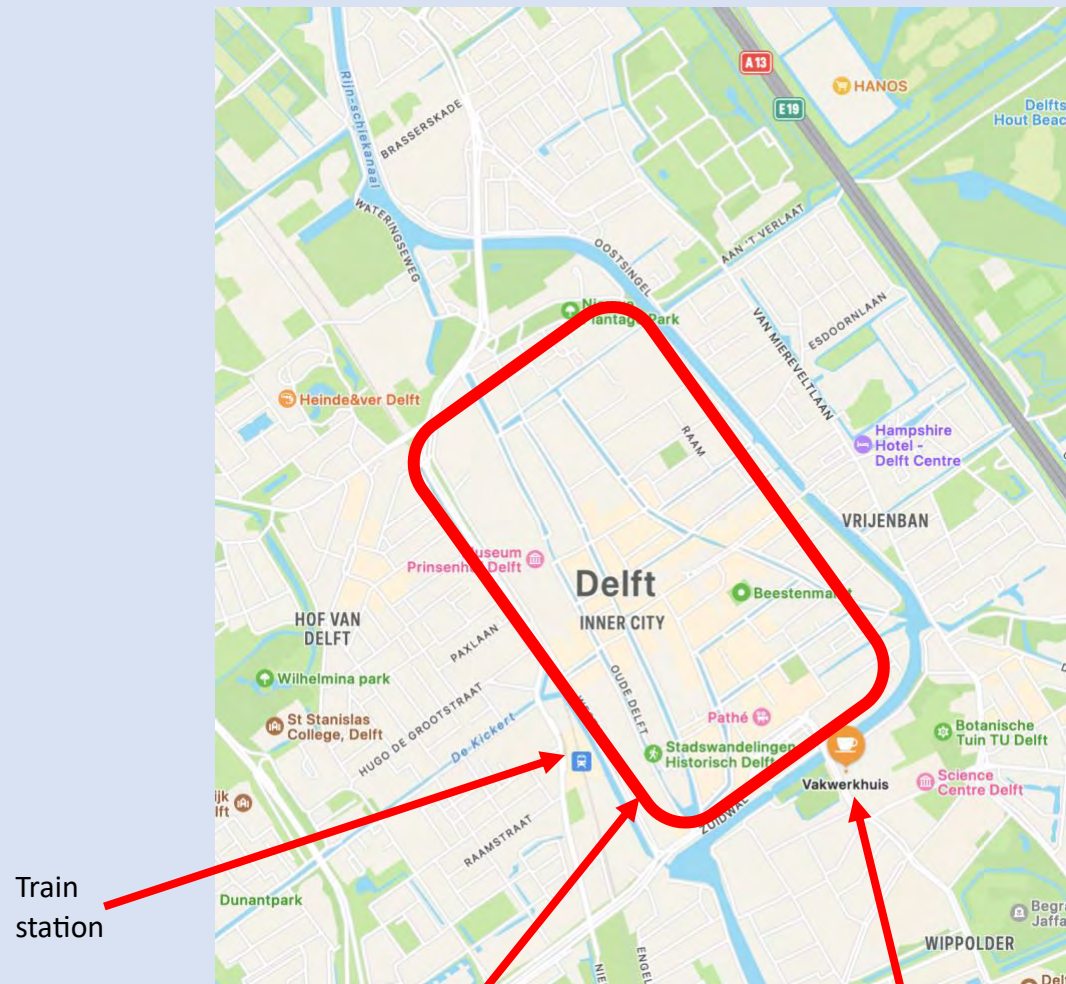 A13
HANOS
E19
Delfts
Hout Beac
Rijn-schiekanaal
BRASSERSKADE
WATERINGSEWEG
OOSTSINGEL
AAN 'T VERLAAT
Plantage Park
VAN MIEREVELTLAAN
ESDOORNLAAN
Heinde&ver Delft
RAAM
Hampshire
Hotel -
Delft Centre
VRIJENBAN
Delft
Delft
INNER CITY
HOF VAN
DELFT
PAXLAAN
Wilhelmina park
OUDE DELFT
HUGO DE GROOTSTRAAT
De Kickert
St Stanislas
College, Delft
Pathé
Stadswandelingen
Historisch Delft
Botanische
Tuin TU Delft
Vakwerkhuis
Science
Centre Delft
ZUIDWAL
RAAMSTRAAT
Train
station
Dunantpark
WIPPOLDER